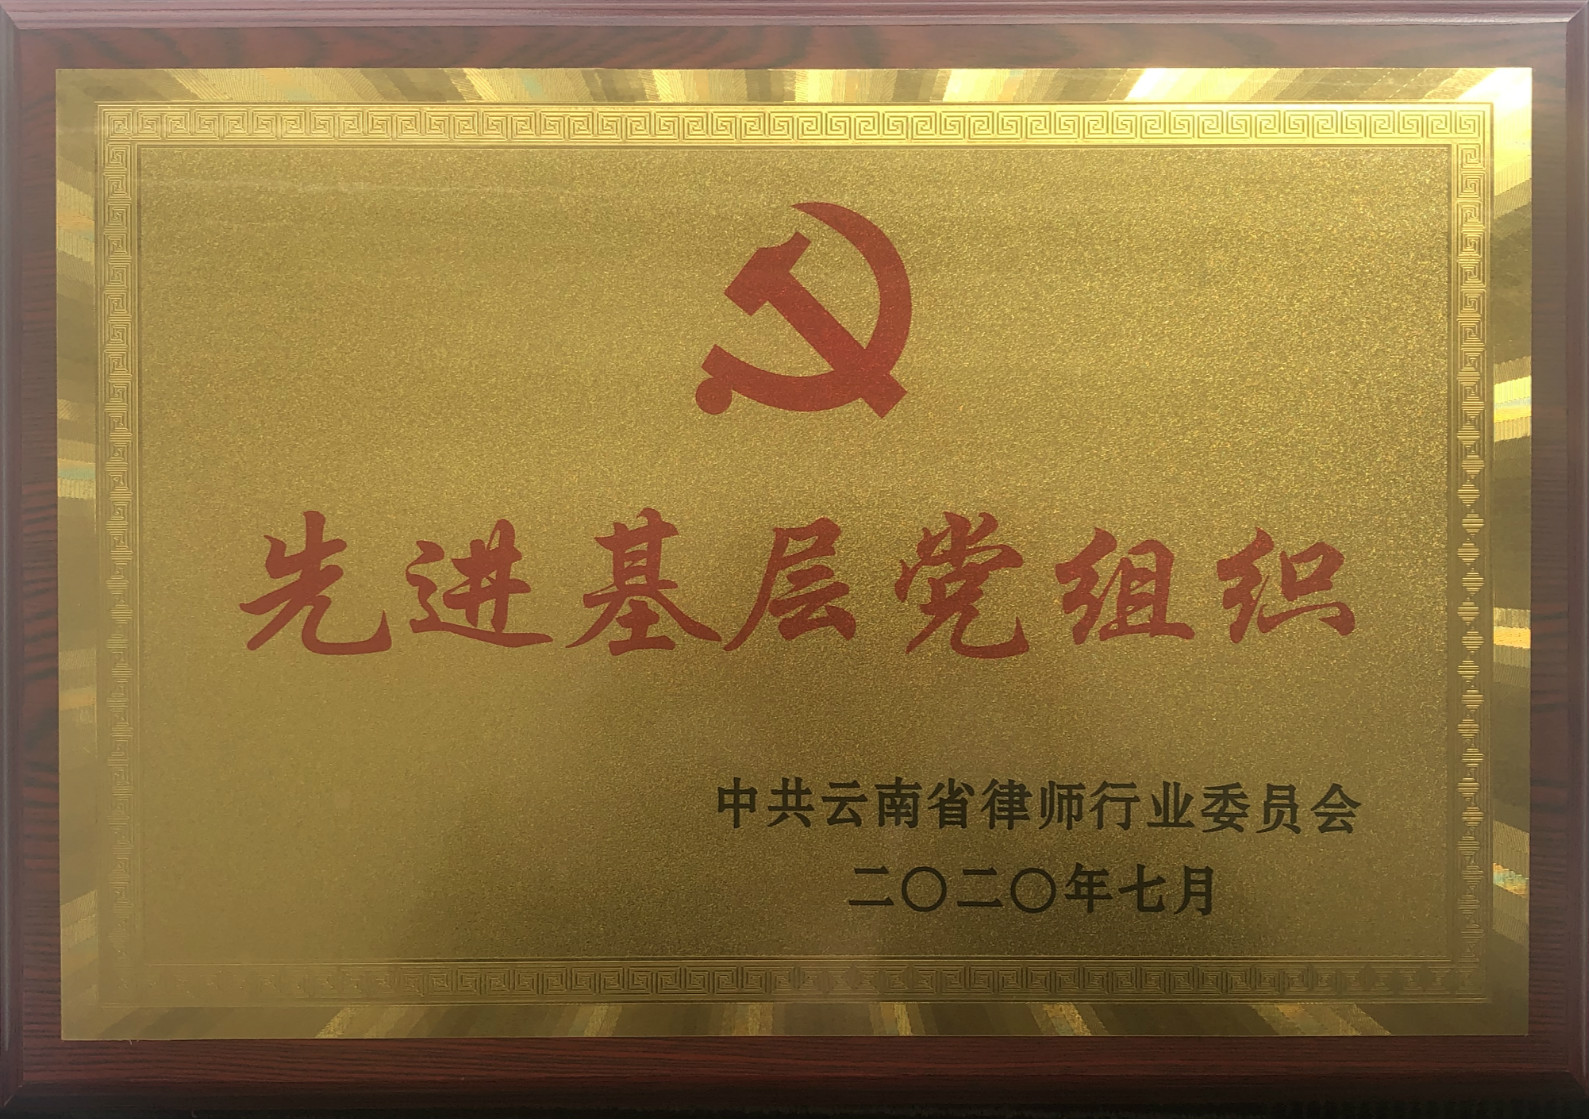 先进基层党组织
中共云南省律师行业委员会
二〇二〇年七月